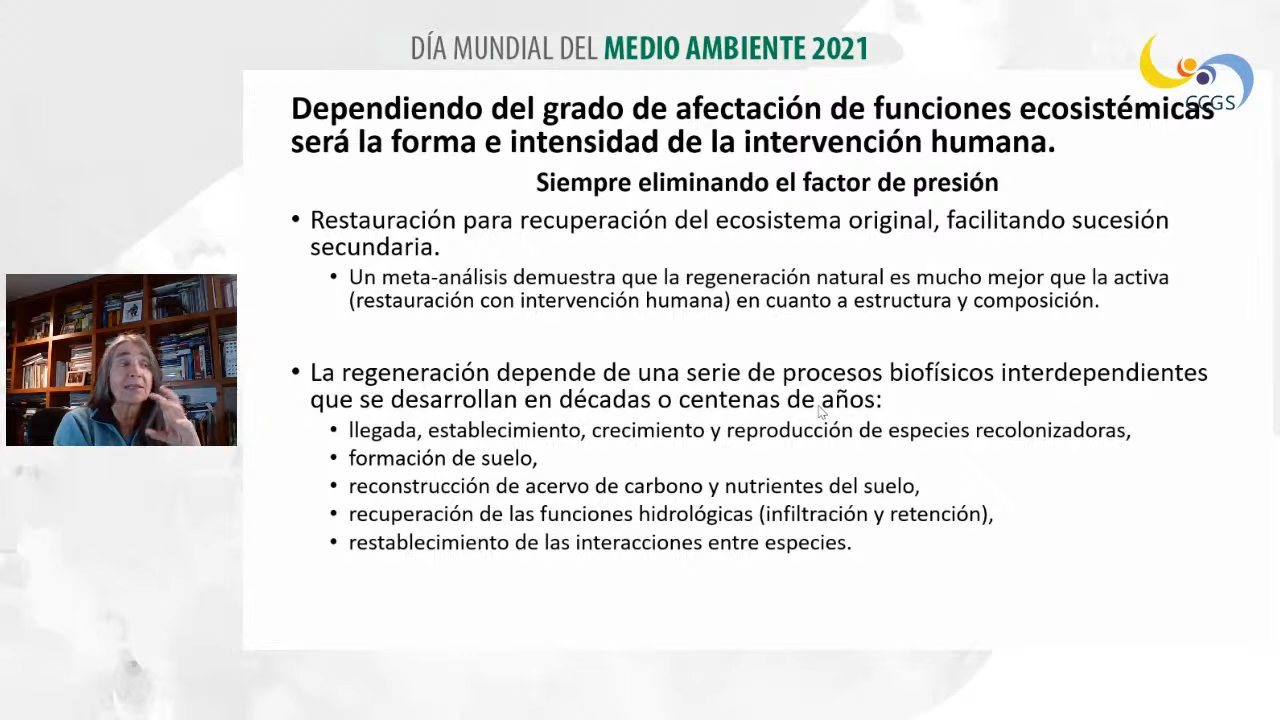 DÍA MUNDIAL DEL MEDIO AMBIENTE 2021
CCGS
Dependiendo del grado de afectación de funciones ecosistémicas
será la forma e intensidad de la intervención humana.
Siempre eliminando el factor de presión
• Restauración para recuperación del ecosistema original, facilitando sucesión
secundaria.
• Un meta-análisis demuestra que la regeneración natural es mucho mejor que la activa
(restauración con intervención humana) en cuanto a estructura y composición.
• La regeneración depende de una serie de procesos biofísicos interdependientes
que se desarrollan en décadas o centenas de años:
• llegada, establecimiento, crecimiento y reproducción de especies recolonizadoras,
• formación de suelo,
• reconstrucción de acervo de carbono y nutrientes del suelo,
• recuperación de las funciones hidrológicas (infiltración y retención),
• restablecimiento de las interacciones entre especies.